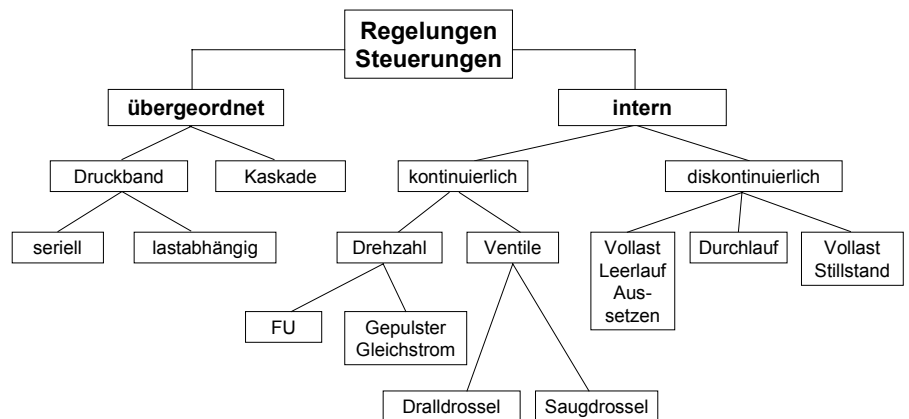 Regelungen
Steuerungen
übergeordnet
intern
Druckband
Kaskade
kontinuierlich
diskontinuierlich
seriell
lastabhängig
Drehzahl
Ventile
Vollast
Leerlauf
Aus-
setzen
Durchlauf
Vollast
Stillstand
FU
Gepulster
Gleichstrom
Dralldrossel
Saugdrossel